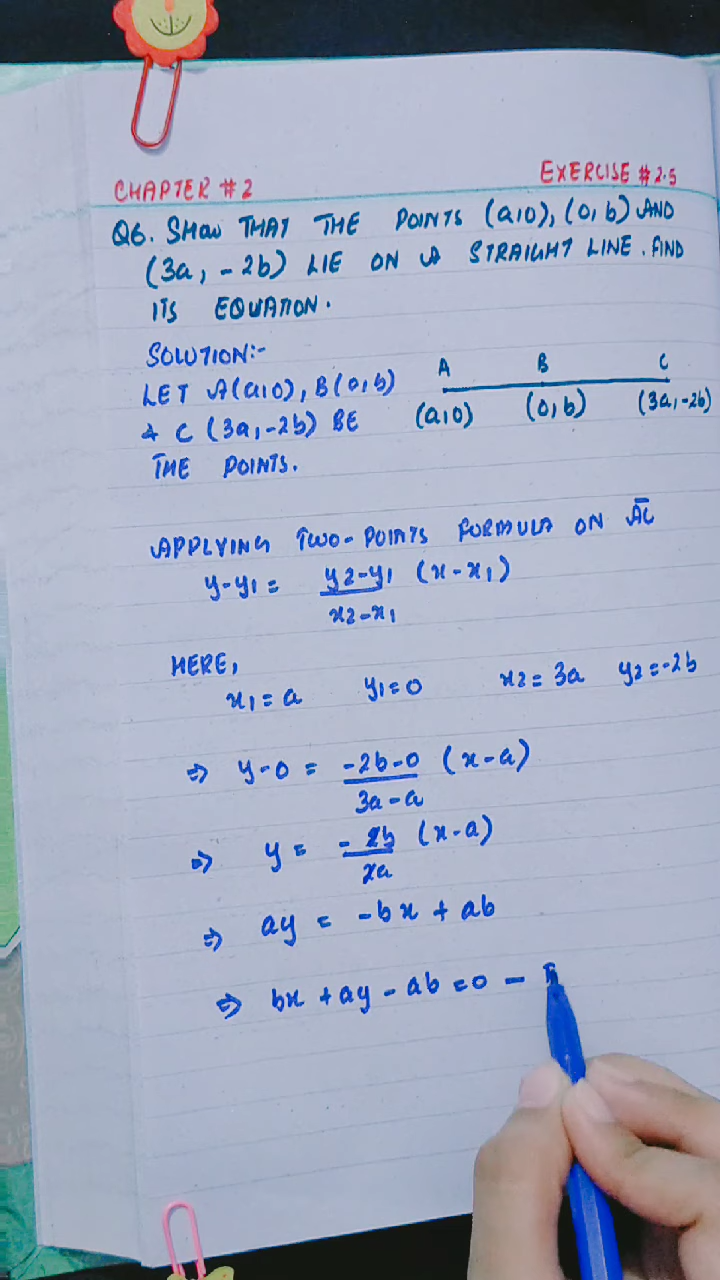 CHAPTER #2 EXERCISE #2.5
Q6. SHOW THAT THE POINTS (a,0), (0,b) AND
(3a, -2b) LIE ON A STRAIGHT LINE. FIND
ITS EQUATION.
SOLUTION:-
LET A(a,0), B(0,b)
& C (3a,-2b) BE
THE POINTS.
A B C
(a,0) (0,b) (3a,-2b)
APPLYING TWO-POINTS FORMULA ON AC̅
y-y1 = y2-y1 / x2-x1 (x-x1)
HERE,
x1 = a y1=0 x2 = 3a y2=-2b
⇒ y-0 = -2b-0 / 3a-a (x-a)
⇒ y = -2b / 2a (x-a)
⇒ ay = -bx + ab
⇒ bx + ay - ab = 0 -